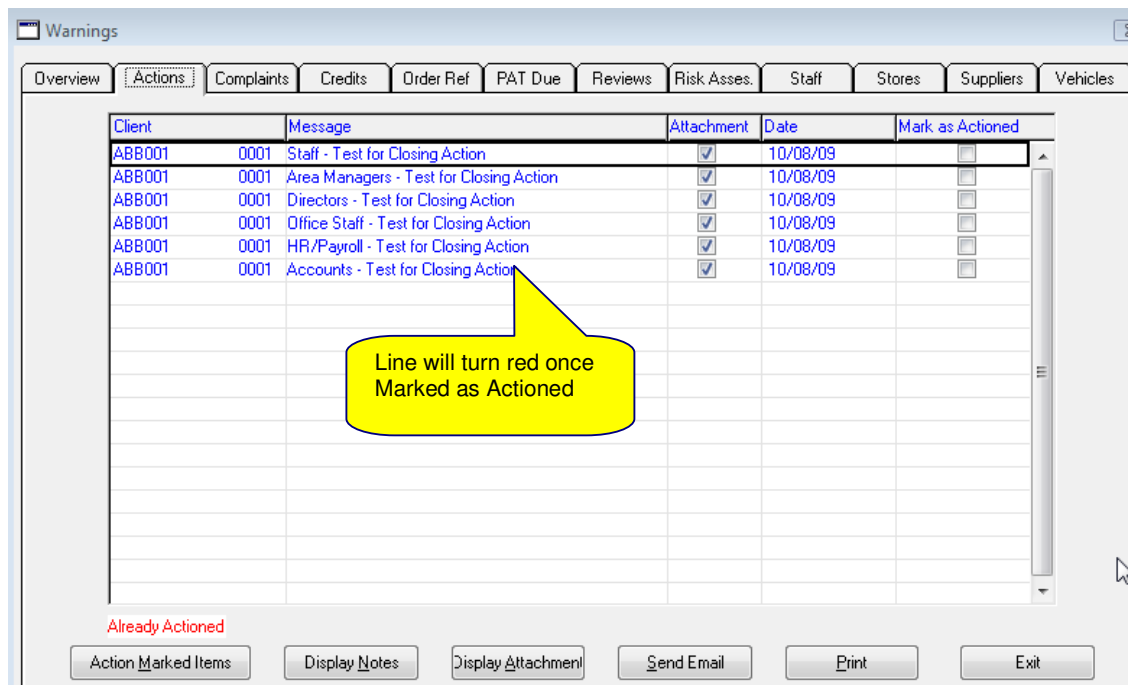 Warnings
Overview Actions Complaints Credits Order Ref PAT Due Reviews Risk Asses. Staff Stores Suppliers Vehicles
Client Message Attachment Date Mark as Actioned
ABB001 0001 Staff - Test for Closing Action 10/08/09
ABB001 0001 Area Managers - Test for Closing Action 10/08/09
ABB001 0001 Directors - Test for Closing Action 10/08/09
ABB001 0001 Office Staff - Test for Closing Action 10/08/09
ABB001 0001 HR/Payroll - Test for Closing Action 10/08/09
ABB001 0001 Accounts - Test for Closing Action 10/08/09
Line will turn red once
Marked as Actioned
Already Actioned
Action Marked Items Display Notes Display Attachment Send Email Print Exit